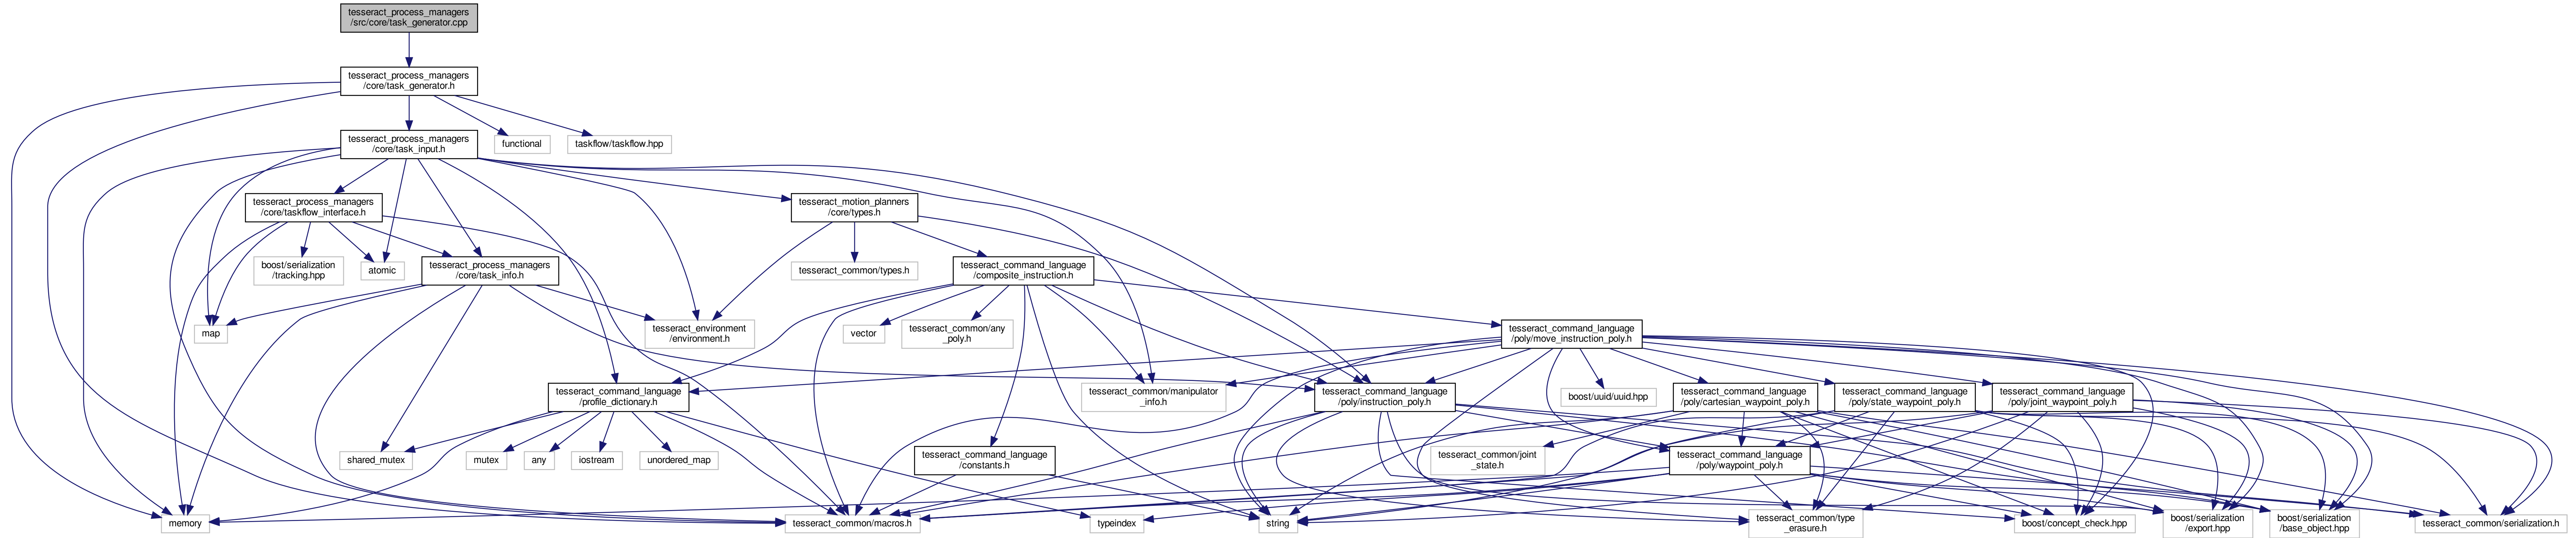 tesseract_process_managers
/src/core/task_generator.cpp
tesseract_process_managers
/core/task_generator.h
tesseract_process_managers
/core/task_input.h
functional
taskflow/taskflow.hpp
tesseract_process_managers
/core/taskflow_interface.h
tesseract_motion_planners
/core/types.h
boost/serialization
/tracking.hpp
atomic
tesseract_process_managers
/core/task_info.h
tesseract_common/types.h
tesseract_command_language
/composite_instruction.h
map
tesseract_environment
/environment.h
vector
tesseract_common/any
_poly.h
tesseract_command_language
/poly/move_instruction_poly.h
tesseract_command_language
/profile_dictionary.h
tesseract_common/manipulator
_info.h
tesseract_command_language
/poly/instruction_poly.h
boost/uuid/uuid.hpp
tesseract_command_language
/poly/cartesian_waypoint_poly.h
tesseract_command_language
/poly/state_waypoint_poly.h
tesseract_command_language
/poly/joint_waypoint_poly.h
shared_mutex
mutex
any
iostream
unordered_map
tesseract_command_language
/constants.h
tesseract_common/joint
_state.h
tesseract_command_language
/poly/waypoint_poly.h
memory
tesseract_common/macros.h
typeindex
string
tesseract_common/type
_erasure.h
boost/concept_check.hpp
boost/serialization
/export.hpp
boost/serialization
/base_object.hpp
tesseract_common/serialization.h